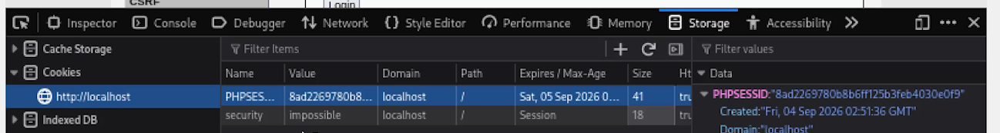 CSRF
Login
Inspector Console Debugger Network Style Editor Performance Memory Storage Accessibility
Cache Storage Filter Items Filter values
Cookies Name Value Domain Path Expires / Max-Age Size Ht Data
http://localhost PHPSES... 8ad2269780b8... localhost / Sat, 05 Sep 2026 0... 41 tru PHPSESSID:"8ad2269780b8b6ff125b3feb4030e0f9"
security impossible localhost / Session 18 tru Created:"Fri, 04 Sep 2026 02:51:36 GMT"
Indexed DB
Domain:"localhost"